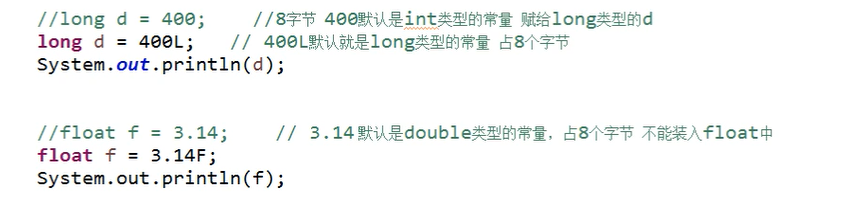 //long d = 400;    //8字节 400默认是int类型的常量 赋给long类型的d
long d = 400L;   // 400L默认就是long类型的常量 占8个字节
System.out.println(d);
//float f = 3.14;    // 3.14默认是double类型的常量，占8个字节 不能装入float中
float f = 3.14F;
System.out.println(f);